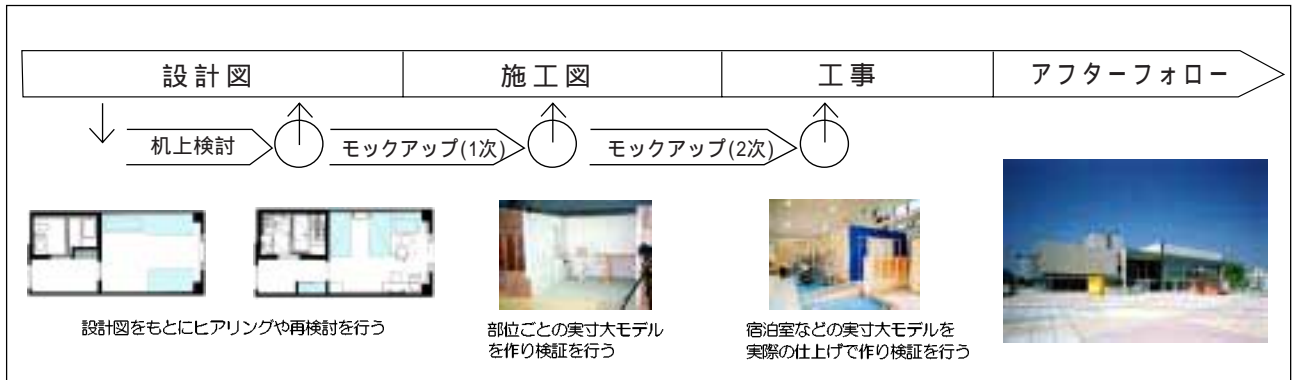 設計図
施工図
工事
アフターフォロー
机上検討
モックアップ(1次)
モックアップ(2次)
設計図をもとにヒアリングや再検討を行う
部位ごとの実寸大モデル
を作り検証を行う
宿泊室などの実寸大モデルを
実際の仕上げで作り検証を行う